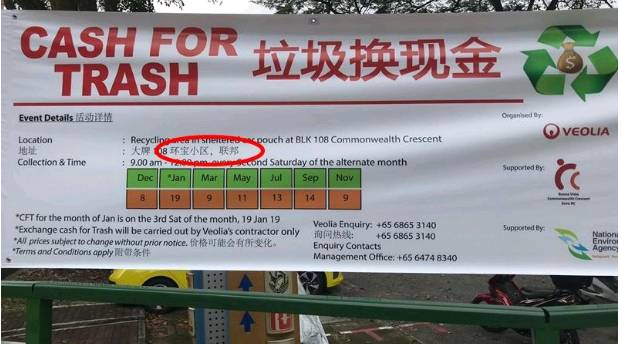 CASH FOR
TRASH
垃圾换现金
Event Details 活动详情
Organised By:
VEOLIA
Location : Recycling area in sheltered car pouch at BLK 108 Commonwealth Crescent
地址 : 大牌 108 环宝小区，联邦
Collection & Time : 9.00 am - 12.00 pm, every Second Saturday of the alternate month
Supported By:
Dec *Jan Mar May Jul Sep Nov
8 19 9 11 13 14 9
*CFT for the month of Jan is on the 3rd Sat of the month, 19 Jan 19
*Exchange cash for Trash will be carried out by Veolia's contractor only
*All prices subject to change without prior notice. 价格可能会有所变化。
*Terms and Conditions apply 附带条件
Veolia Enquiry: +65 6865 3140
询问热线: +65 6865 3140
Enquiry Contacts
Management Office: +65 6474 8340
Supported By:
National
Environment
Agency